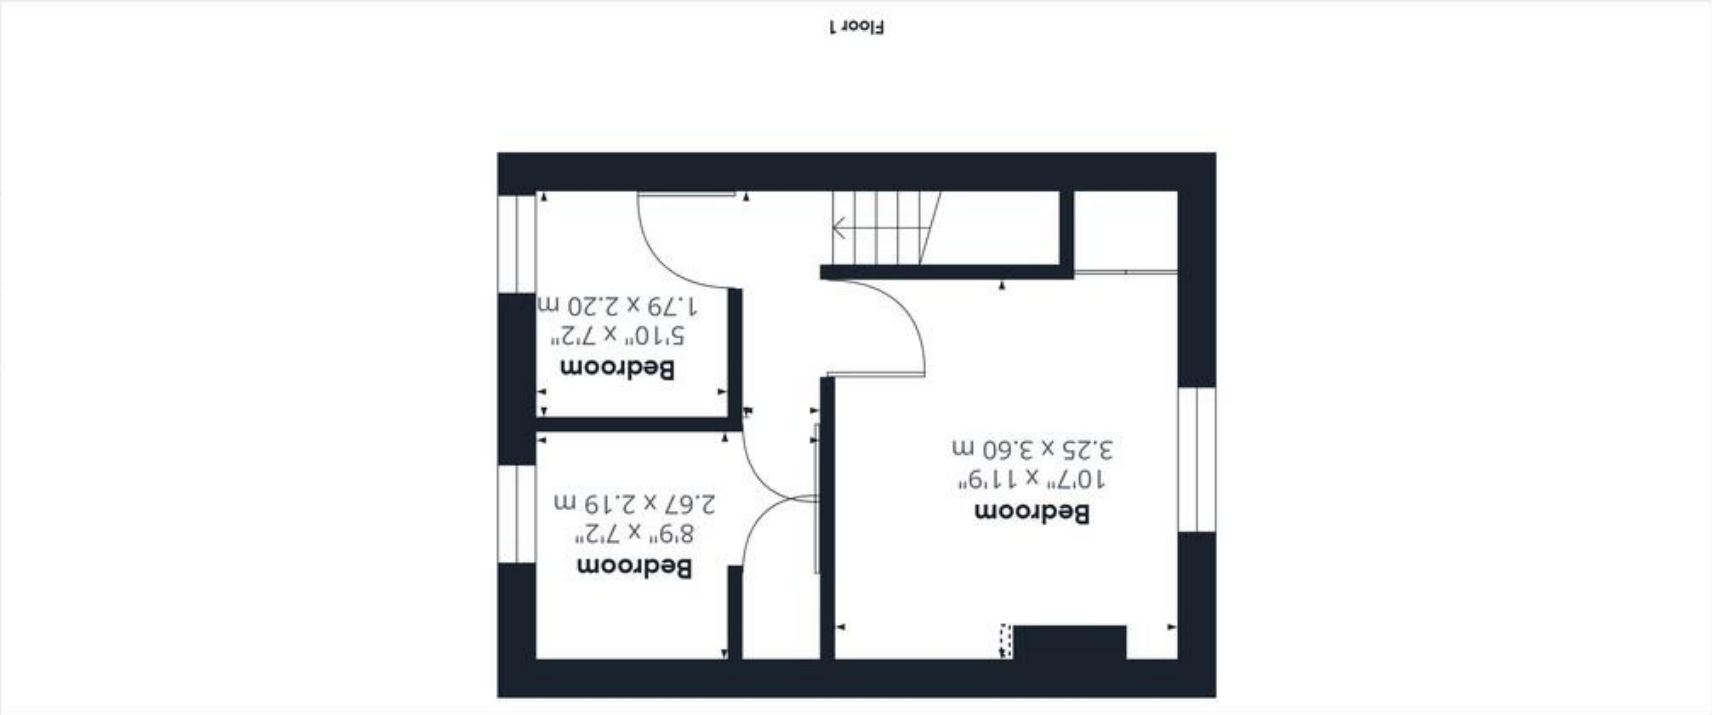 Bedroom
8'9" x 7'2"
2.67 x 2.19 m
Bedroom
10'7" x 11'9"
3.25 x 3.60 m
Bedroom
5'10" x 7'2"
1.79 x 2.20 m
Floor 1